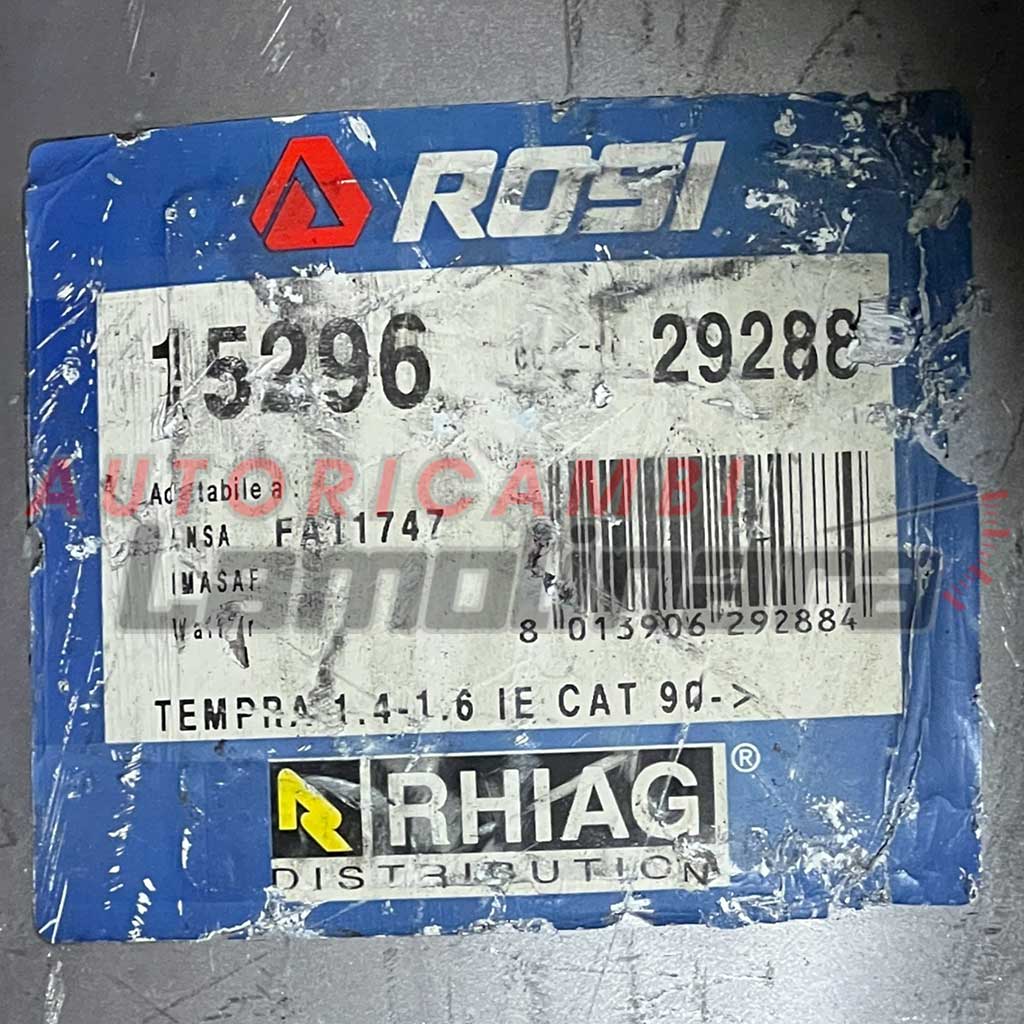 ROSI
15296 29288
Adattabile a :
ANSA FA11747
IMASAF
TEMPRA 1.4-1.6 IE CAT 90->
8 013906 292884
AUTORICAMBI
RHIAG ®
DISTRIBUTION